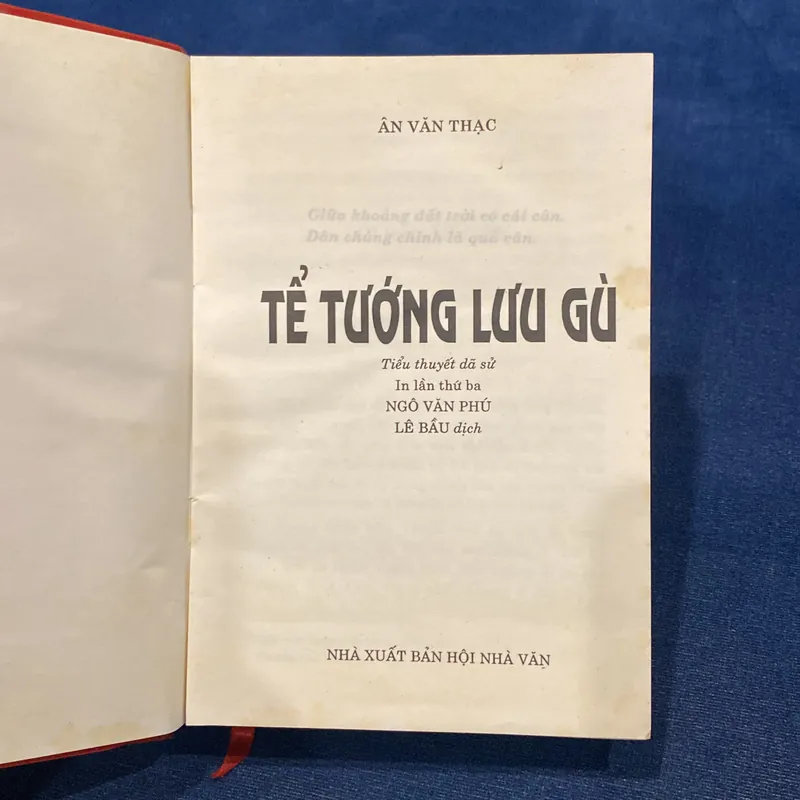 ÂN VĂN THẠC
Giữa khoảng đất trời có cái cân.
Dân chúng chính là quả cân.
TỂ TƯỚNG LƯU GÙ
Tiểu thuyết dã sử
In lần thứ ba
NGÔ VĂN PHÚ
LÊ BẦU dịch
NHÀ XUẤT BẢN HỘI NHÀ VĂN